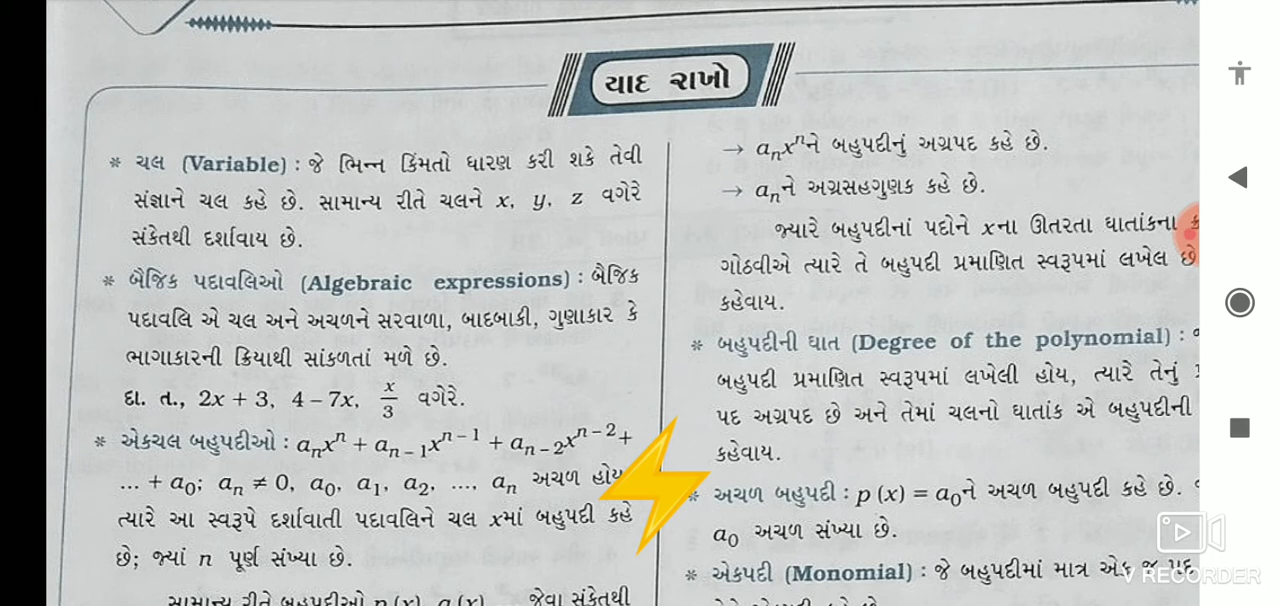 યાદ રાખો
* ચલ (Variable) : જે ભિન્ન કિંમતો ધારણ કરી શકે તેવી
સંજ્ઞાને ચલ કહે છે. સામાન્ય રીતે ચલને x, y, z વગેરે
સંકેતથી દર્શાવાય છે.
* બૈજિક પદાવલિઓ (Algebraic expressions) : બૈજિક
પદાવલિ એ ચલ અને અચળને સરવાળા, બાદબાકી, ગુણાકાર કે
ભાગાકારની ક્રિયાથી સાંકળતાં મળે છે.
દા. ત., 2x + 3, 4 – 7x, x/3 વગેરે.
* એકચલ બહુપદીઓ : aₙxⁿ + aₙ₋₁xⁿ⁻¹ + aₙ₋₂xⁿ⁻² +
... + a₀; aₙ ≠ 0, a₀, a₁, a₂, ..., aₙ અચળ હોય
ત્યારે આ સ્વરૂપે દર્શાવાતી પદાવલિને ચલ xમાં બહુપદી કહે
છે; જ્યાં n પૂર્ણ સંખ્યા છે.
સામાન્ય રીતે બહુપદીઓ p(x), q(x) જેવા સંકેતથી
→ aₙxⁿને બહુપદીનું અગ્રપદ કહે છે.
→ aₙને અગ્રસહગુણક કહે છે.
જ્યારે બહુપદીનાં પદોને xના ઊતરતા ઘાતાંકના
ગોઠવીએ ત્યારે તે બહુપદી પ્રમાણિત સ્વરૂપમાં લખેલ છે
કહેવાય.
* બહુપદીની ઘાત (Degree of the polynomial) :
બહુપદી પ્રમાણિત સ્વરૂપમાં લખેલી હોય, ત્યારે તેનું
પદ અગ્રપદ છે અને તેમાં ચલનો ઘાતાંક એ બહુપદીની
કહેવાય.
* અચળ બહુપદી : p (x) = a₀ને અચળ બહુપદી કહે છે.
a₀ અચળ સંખ્યા છે.
* એકપદી (Monomial) : જે બહુપદીમાં માત્ર એક જ પદ
V RECORDER